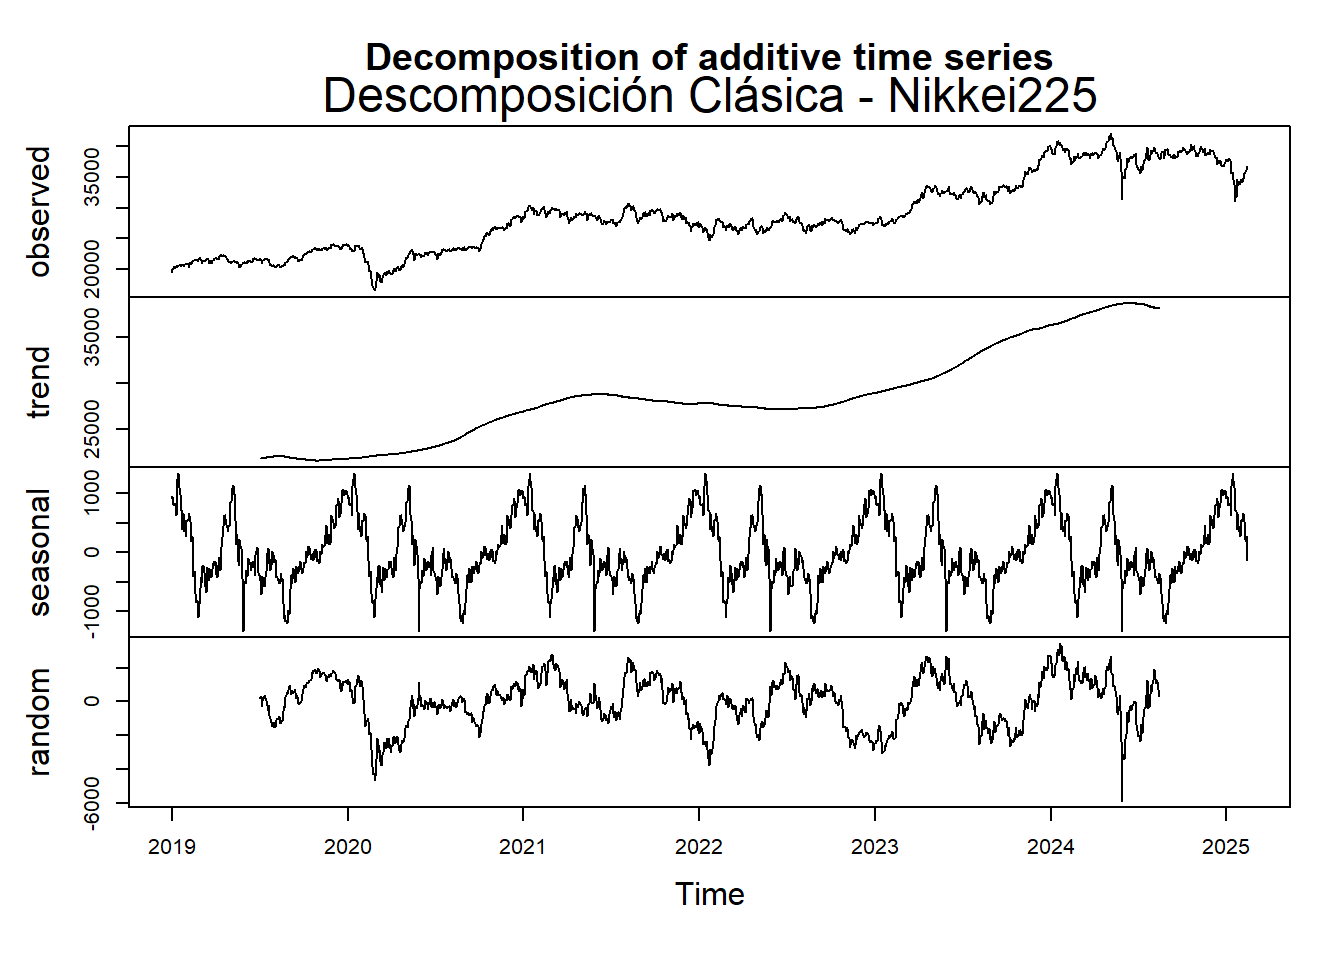 Decomposition of additive time series
Descomposición Clásica - Nikkei225
observed
20000 35000
trend
25000 35000
seasonal
-1000 0 1000
random
-6000 0
2019 2020 2021 2022 2023 2024 2025
Time